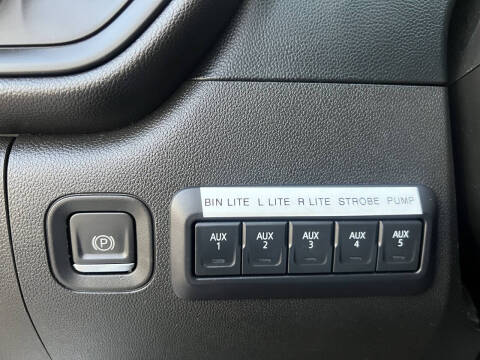 BIN LITE L LITE R LITE STROBE PUMP
AUX AUX AUX AUX AUX
1 2 3 4 5
P